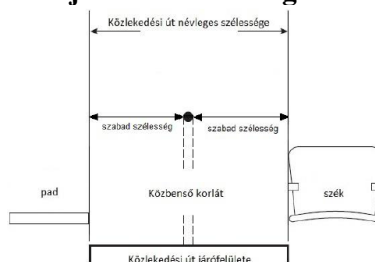 Közlekedési út névleges szélessége
szabad szélesség
szabad szélesség
pad
Közbenső korlát
szék
Közlekedési út járófelülete